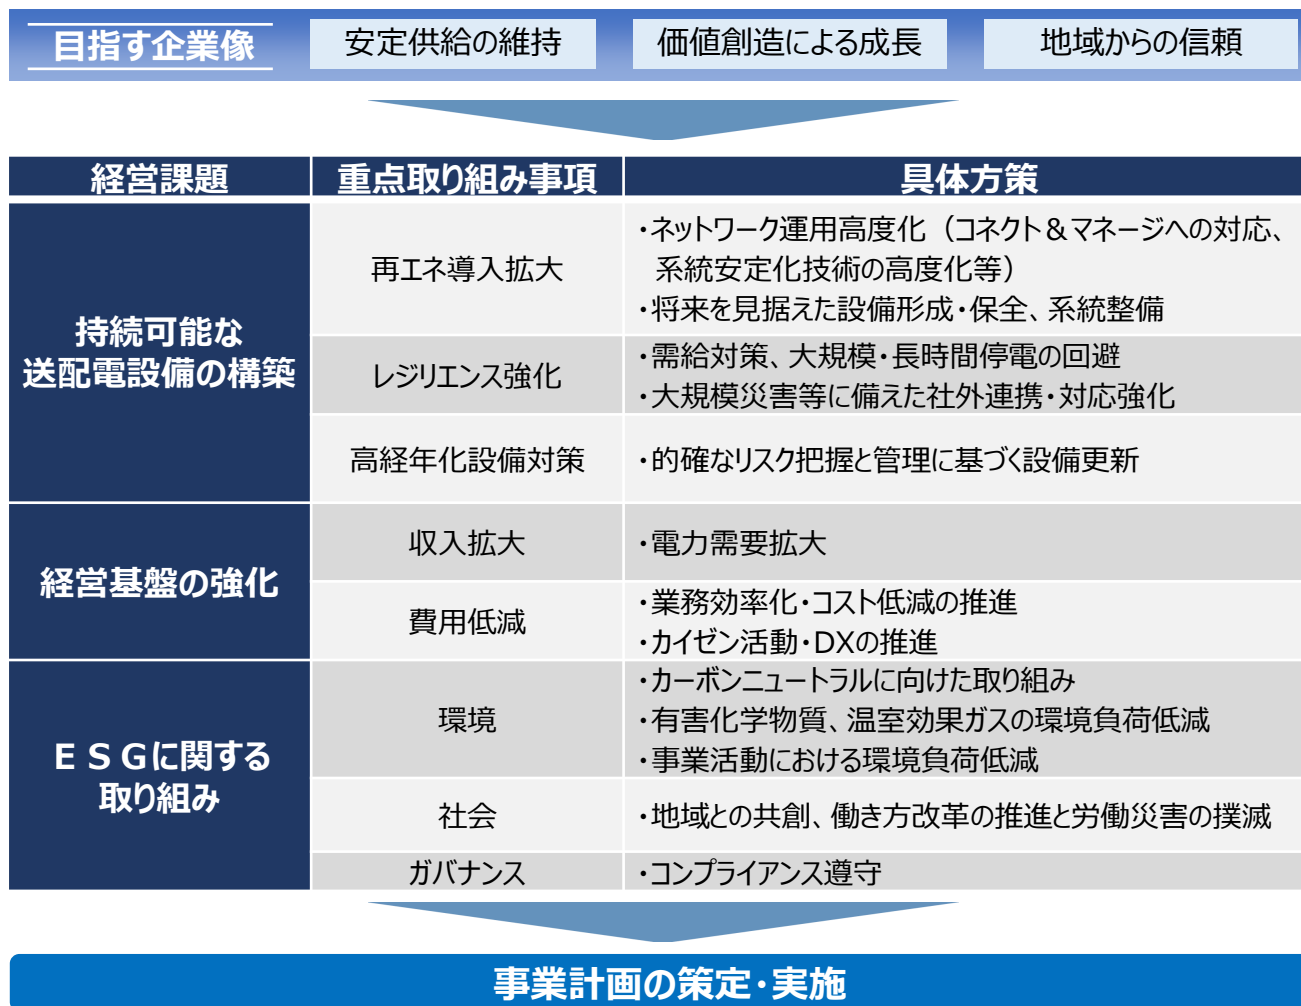 目指す企業像
安定供給の維持
価値創造による成長
地域からの信頼
経営課題
重点取り組み事項
具体方策
持続可能な
送配電設備の構築
再エネ導入拡大
・ネットワーク運用高度化（コネクト＆マネージへの対応、
系統安定化技術の高度化等）
・将来を見据えた設備形成・保全、系統整備
レジリエンス強化
・需給対策、大規模・長時間停電の回避
・大規模災害等に備えた社外連携・対応強化
高経年化設備対策
・的確なリスク把握と管理に基づく設備更新
経営基盤の強化
収入拡大
・電力需要拡大
費用低減
・業務効率化・コスト低減の推進
・カイゼン活動・DXの推進
ＥＳＧに関する
取り組み
環境
・カーボンニュートラルに向けた取り組み
・有害化学物質、温室効果ガスの環境負荷低減
・事業活動における環境負荷低減
社会
・地域との共創、働き方改革の推進と労働災害の撲滅
ガバナンス
・コンプライアンス遵守
事業計画の策定・実施